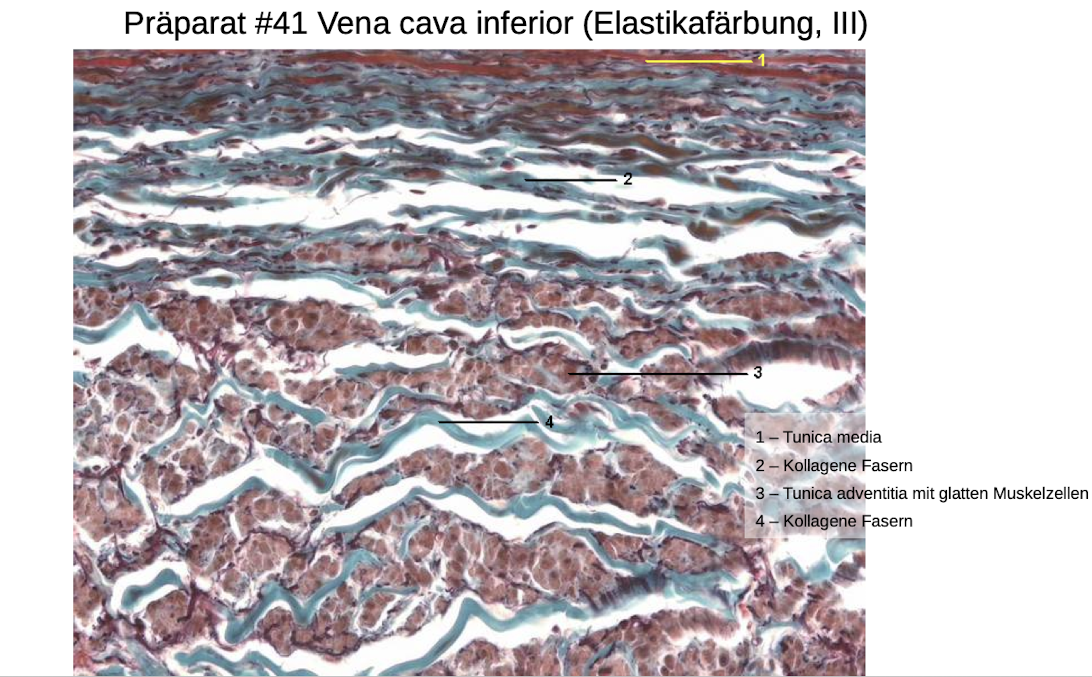 Präparat #41 Vena cava inferior (Elastikafärbung, III)
1
2
3
4
1 – Tunica media
2 – Kollagene Fasern
3 – Tunica adventitia mit glatten Muskelzellen
4 – Kollagene Fasern